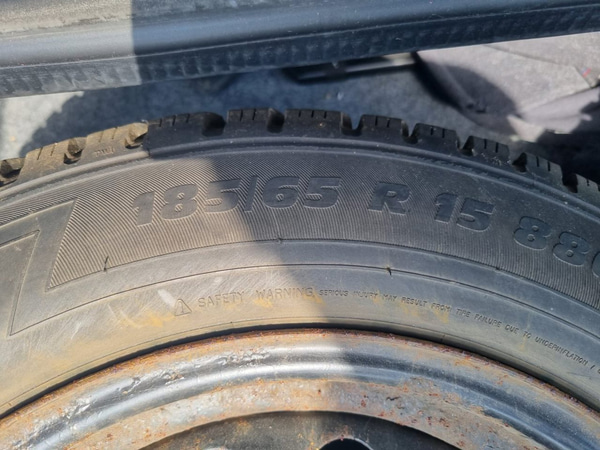 185/65 R 15 88
SAFETY WARNING SERIOUS INJURY MAY RESULT FROM TIRE FAILURE DUE TO UNDERINFLATION /